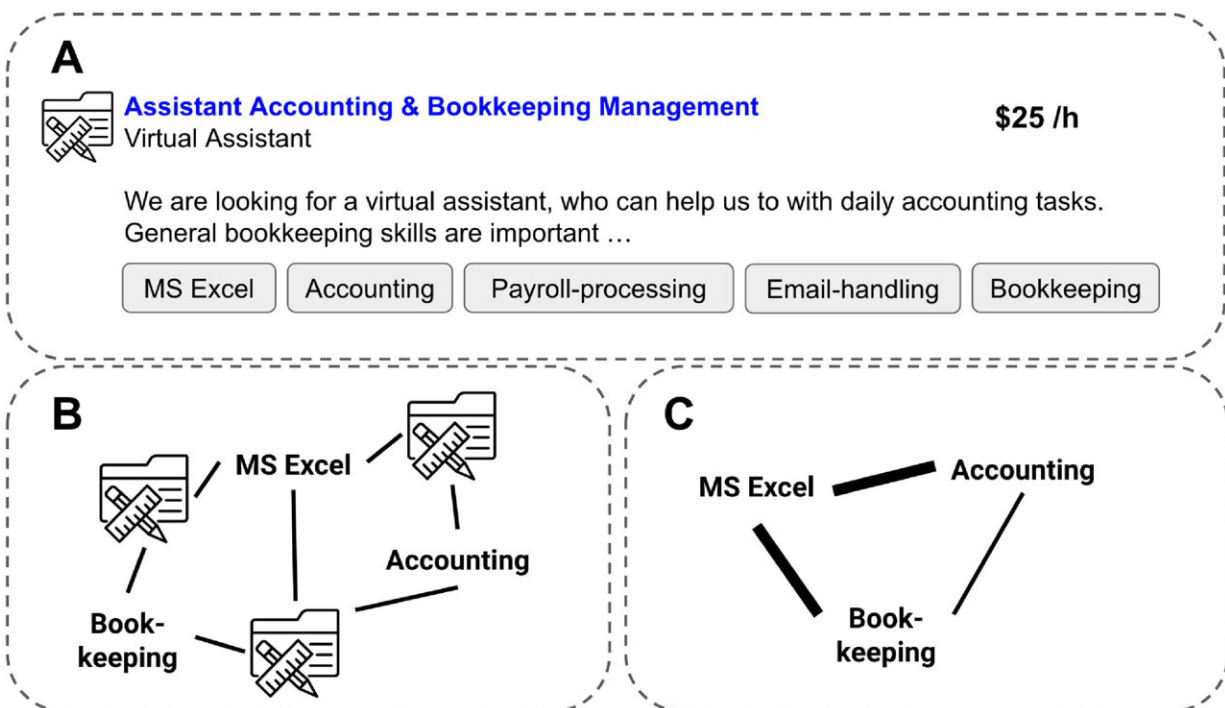 A
Assistant Accounting & Bookkeeping Management
$25 /h
Virtual Assistant
We are looking for a virtual assistant, who can help us to with daily accounting tasks.
General bookkeeping skills are important …
MS Excel
Accounting
Payroll-processing
Email-handling
Bookkeeping
B
MS Excel
Accounting
Book-
keeping
C
MS Excel
Accounting
Book-
keeping